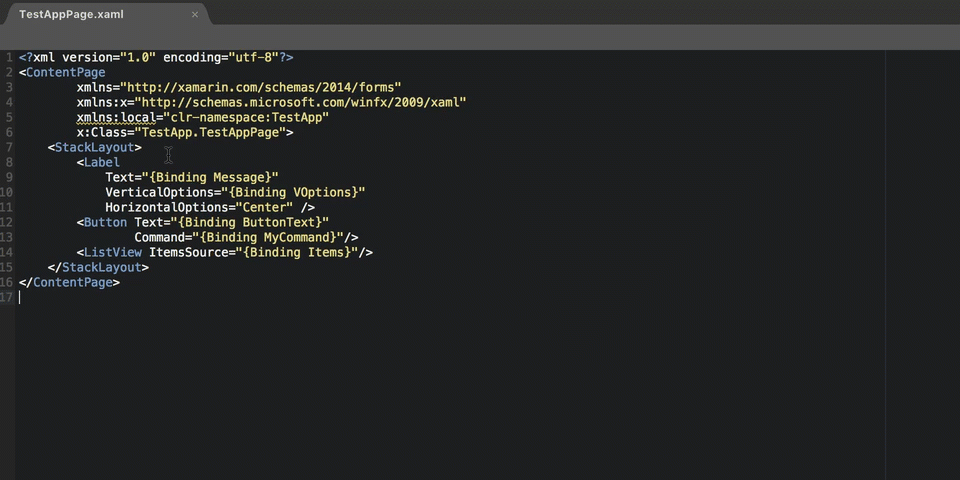 TestAppPage.xaml ×
1 <?xml version="1.0" encoding="utf-8"?>
2 <ContentPage
3         xmlns="http://xamarin.com/schemas/2014/forms"
4         xmlns:x="http://schemas.microsoft.com/winfx/2009/xaml"
5         xmlns:local="clr-namespace:TestApp"
6         x:Class="TestApp.TestAppPage">
7     <StackLayout>
8         <Label
9             Text="{Binding Message}"
10             VerticalOptions="{Binding VOptions}"
11             HorizontalOptions="Center" />
12         <Button Text="{Binding ButtonText}"
13                 Command="{Binding MyCommand}"/>
14         <ListView ItemsSource="{Binding Items}"/>
15     </StackLayout>
16 </ContentPage>
17